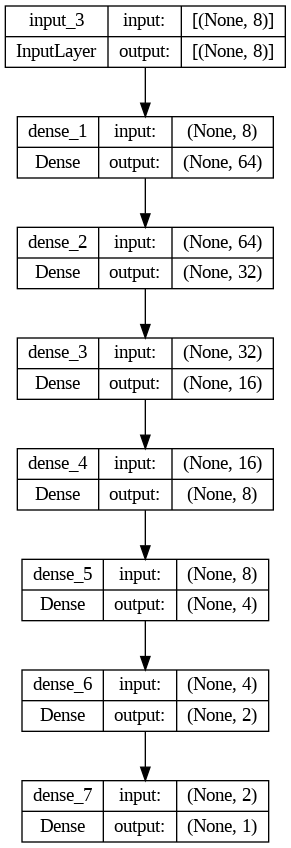 input_3 input: [(None, 8)]
InputLayer output: [(None, 8)]
dense_1 input: (None, 8)
Dense output: (None, 64)
dense_2 input: (None, 64)
Dense output: (None, 32)
dense_3 input: (None, 32)
Dense output: (None, 16)
dense_4 input: (None, 16)
Dense output: (None, 8)
dense_5 input: (None, 8)
Dense output: (None, 4)
dense_6 input: (None, 4)
Dense output: (None, 2)
dense_7 input: (None, 2)
Dense output: (None, 1)